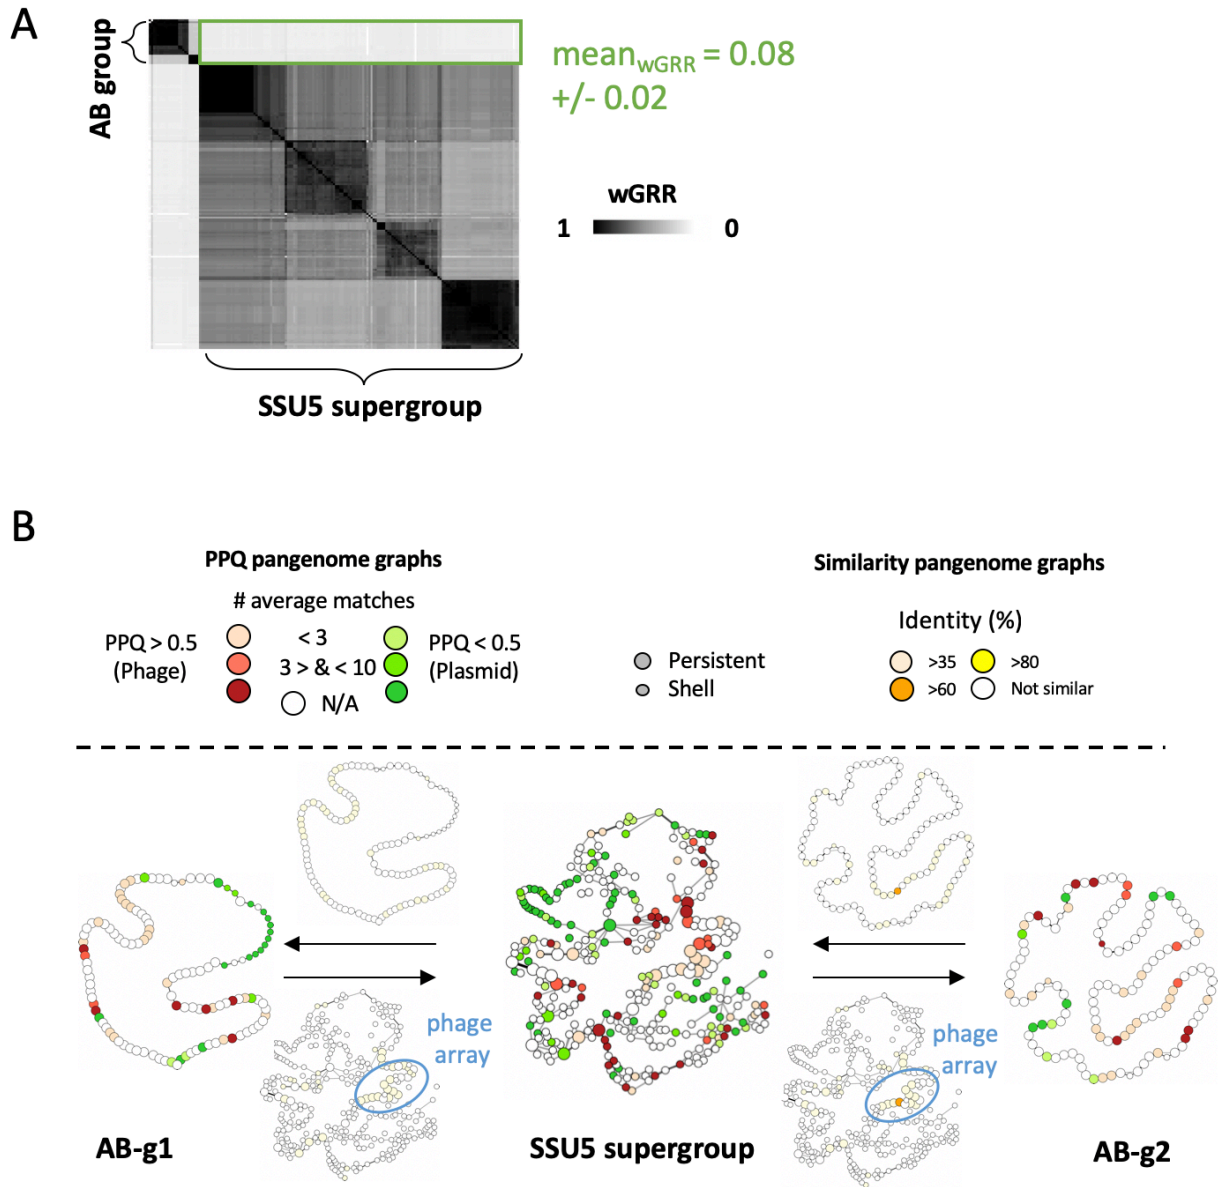 A
AB group
mean_wGRR = 0.08
+/- 0.02
wGRR
1 0
SSU5 supergroup
B
PPQ pangenome graphs
# average matches
PPQ > 0.5
(Phage)
< 3
3 > & < 10
N/A
PPQ < 0.5
(Plasmid)
Persistent
Shell
Similarity pangenome graphs
Identity (%)
>35
>80
>60
Not similar
phage
array
phage
array
AB-g1
SSU5 supergroup
AB-g2